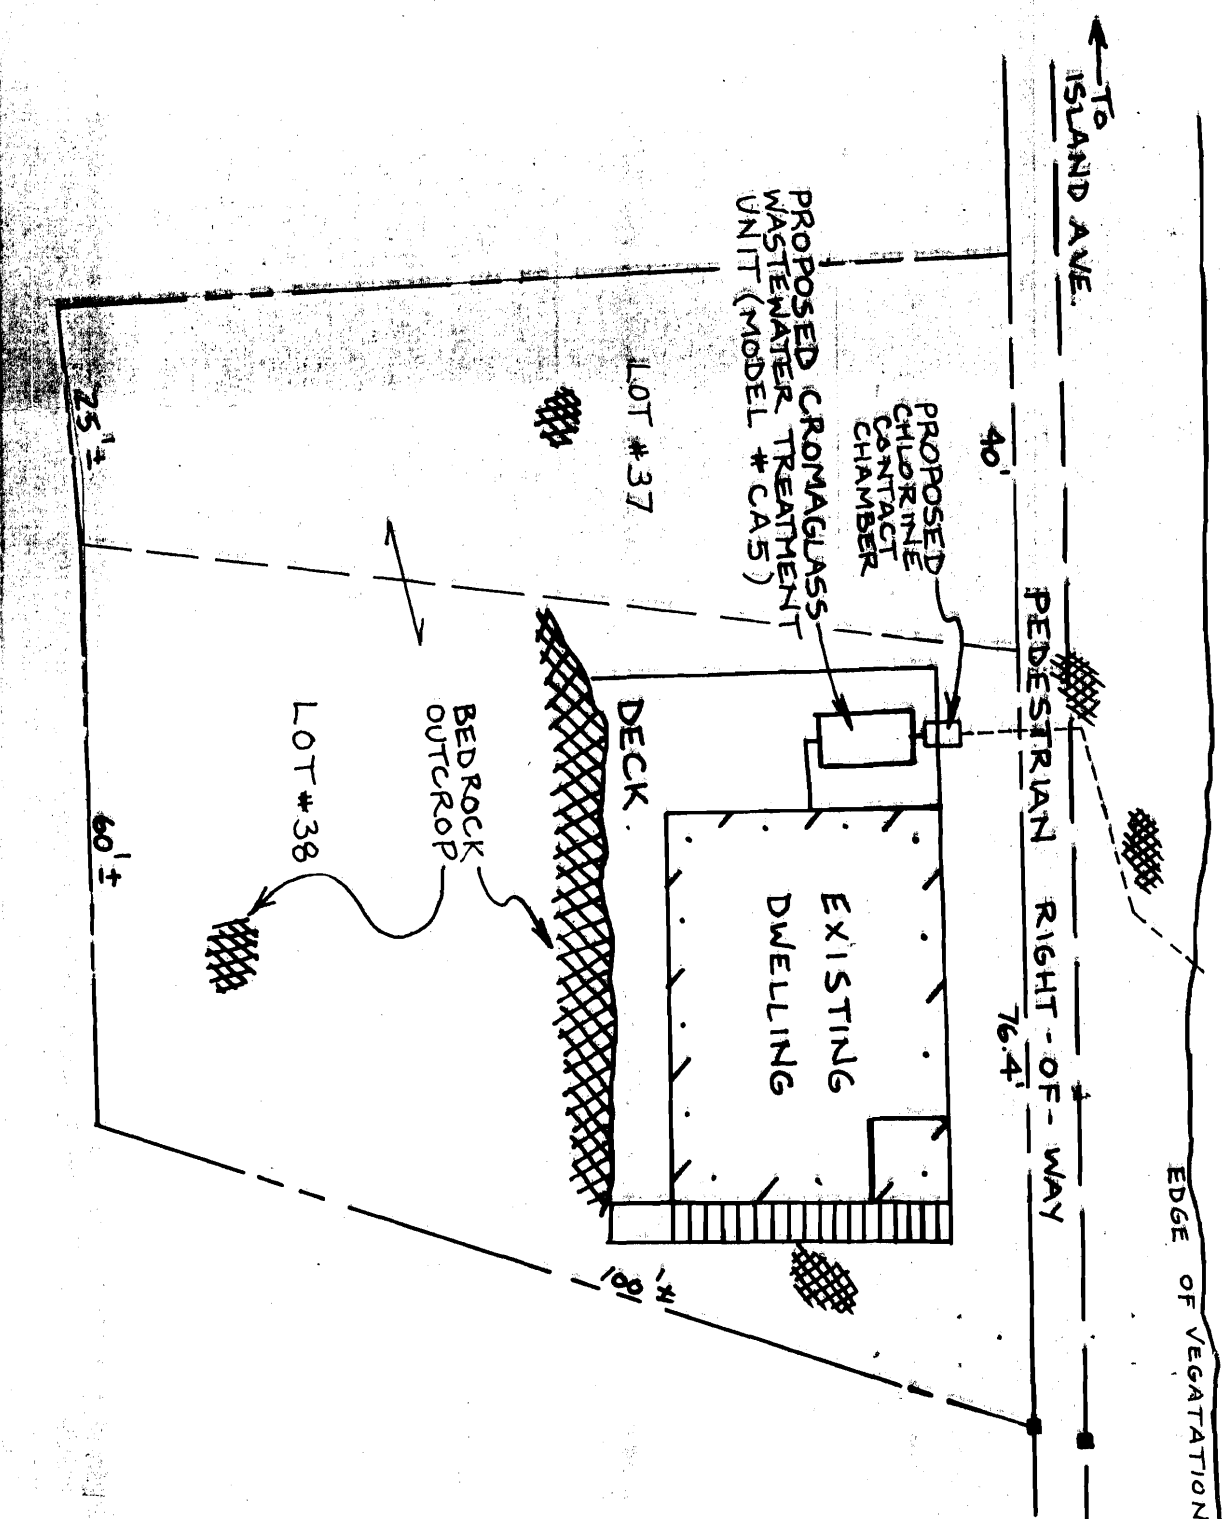 TO
ISLAND AVE.
EDGE OF VEGATATION
PEDESTRIAN RIGHT-OF-WAY
40'
76.4'
PROPOSED
CHLORINE
CONTACT
CHAMBER
PROPOSED CROMAGLASS
WASTEWATER TREATMENT
UNIT (MODEL #CA5)
EXISTING
DWELLING
LOT #37
DECK
BEDROCK
OUTCROP
LOT #38
25'±
60'±